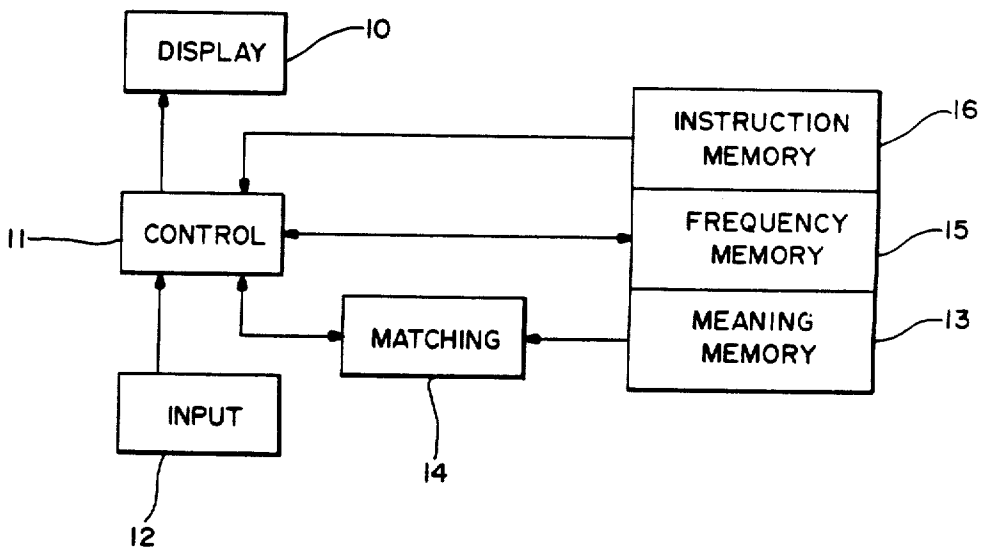 DISPLAY
10
INSTRUCTION
MEMORY
16
11
CONTROL
FREQUENCY
MEMORY
15
MATCHING
MEANING
MEMORY
13
INPUT
14
12